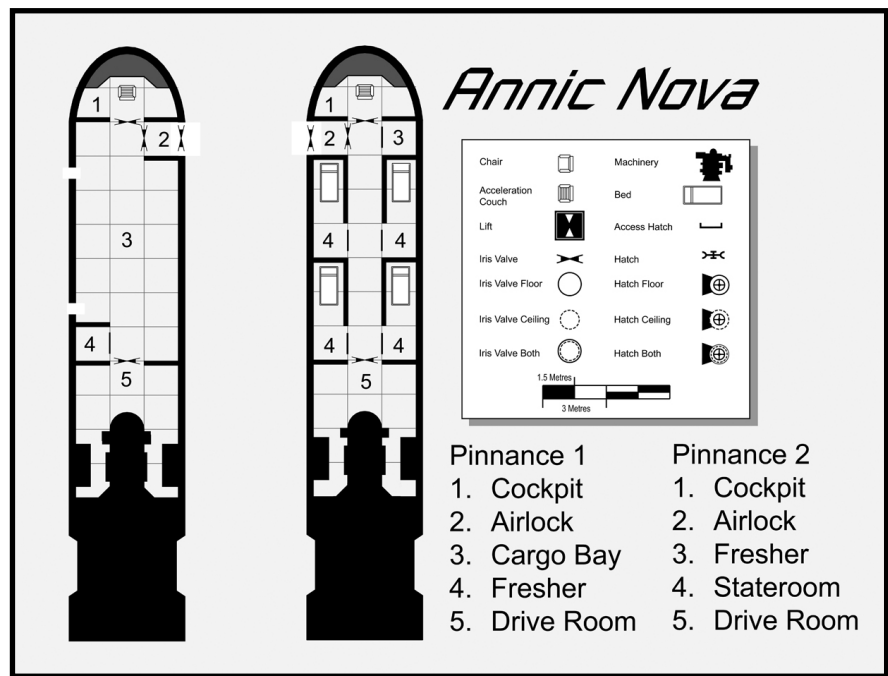 Annic Nova
1
2
3
4
5
1
2
3
4
4
4
4
5
Chair
Machinery
Acceleration
Couch
Bed
Lift
Access Hatch
Iris Valve
Hatch
Iris Valve Floor
Hatch Floor
Iris Valve Ceiling
Hatch Ceiling
Iris Valve Both
Hatch Both
1.5 Metres
3 Metres
Pinnance 1
1. Cockpit
2. Airlock
3. Cargo Bay
4. Fresher
5. Drive Room
Pinnance 2
1. Cockpit
2. Airlock
3. Fresher
4. Stateroom
5. Drive Room